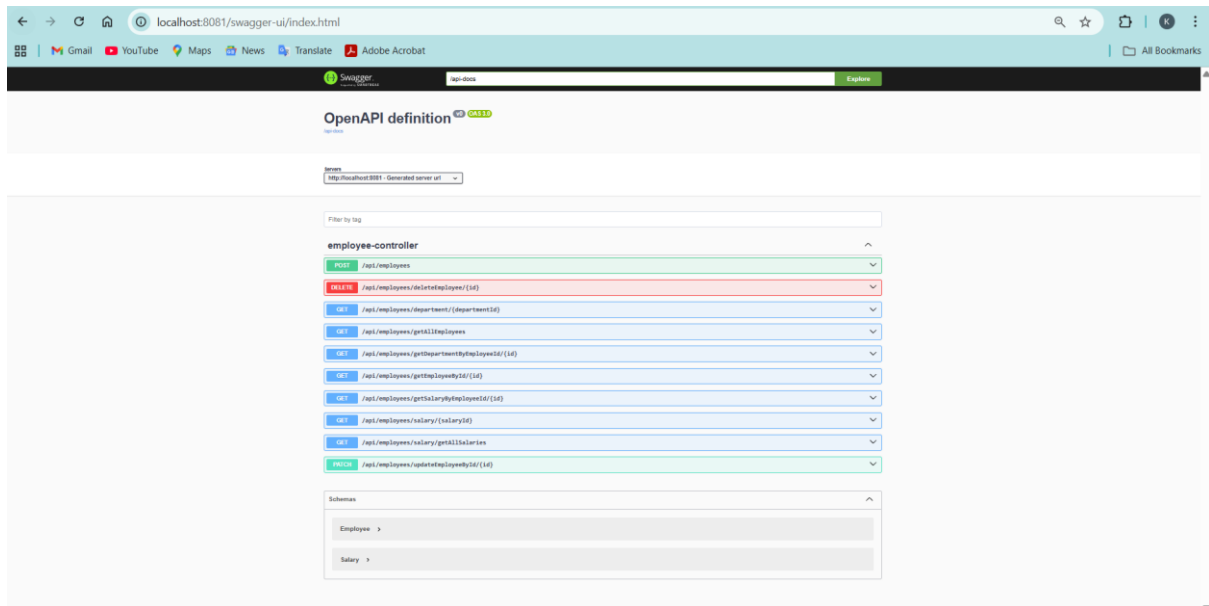 localhost:8081/swagger-ui/index.html
K
Gmail YouTube Maps News Translate Adobe Acrobat All Bookmarks
Swagger. /api-docs Explore
OpenAPI definition v0 OAS 3.0
/api-docs
Servers
http://localhost:8081 - Generated server url
Filter by tag
employee-controller
POST /api/employees
DELETE /api/employees/deleteEmployee/{id}
GET /api/employees/department/{departmentId}
GET /api/employees/getAllEmployees
GET /api/employees/getDepartmentByEmployeeId/{id}
GET /api/employees/getEmployeeById/{id}
GET /api/employees/getSalaryByEmployeeId/{id}
GET /api/employees/salary/{salaryId}
GET /api/employees/salary/getAllSalaries
PATCH /api/employees/updateEmployeeById/{id}
Schemas
Employee
Salary